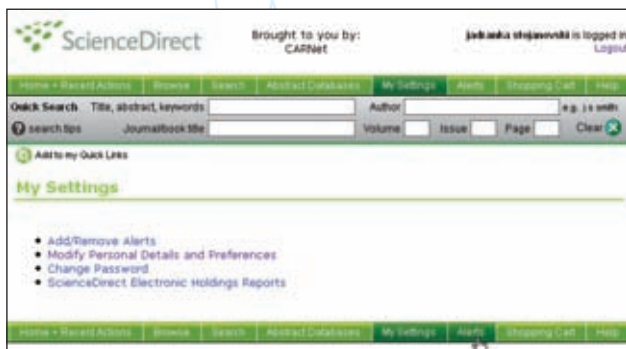 ScienceDirect
Brought to you by:
CARNet
jadranka stojanovski is logged in
Logout
Home + Recent Actions Browse Search Abstract Databases My Settings Alerts Shopping Cart Help
Quick Search Title, abstract, keywords Author e.g. j s smith
search tips Journal/book title Volume Issue Page Clear
Add to my Quick Links
My Settings
Add/Remove Alerts
Modify Personal Details and Preferences
Change Password
ScienceDirect Electronic Holdings Reports
Home + Recent Actions Browse Search Abstract Databases My Settings Alerts Shopping Cart Help